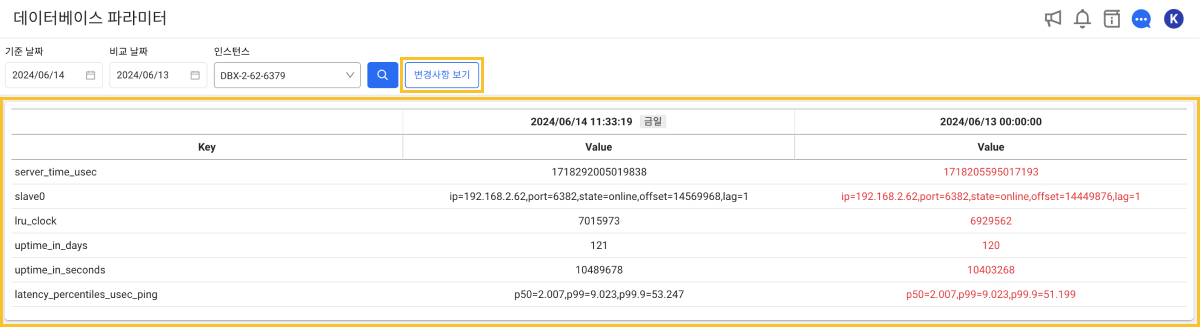 데이터베이스 파라미터
K
기준 날짜 비교 날짜 인스턴스
2024/06/14 2024/06/13 DBX-2-62-6379 변경사항 보기
2024/06/14 11:33:19 금일 2024/06/13 00:00:00
Key Value Value
server_time_usec 1718292005019838 1718205595017193
slave0 ip=192.168.2.62,port=6382,state=online,offset=14569968,lag=1 ip=192.168.2.62,port=6382,state=online,offset=14449876,lag=1
lru_clock 7015973 6929562
uptime_in_days 121 120
uptime_in_seconds 10489678 10403268
latency_percentiles_usec_ping p50=2.007,p99=9.023,p99.9=53.247 p50=2.007,p99=9.023,p99.9=51.199